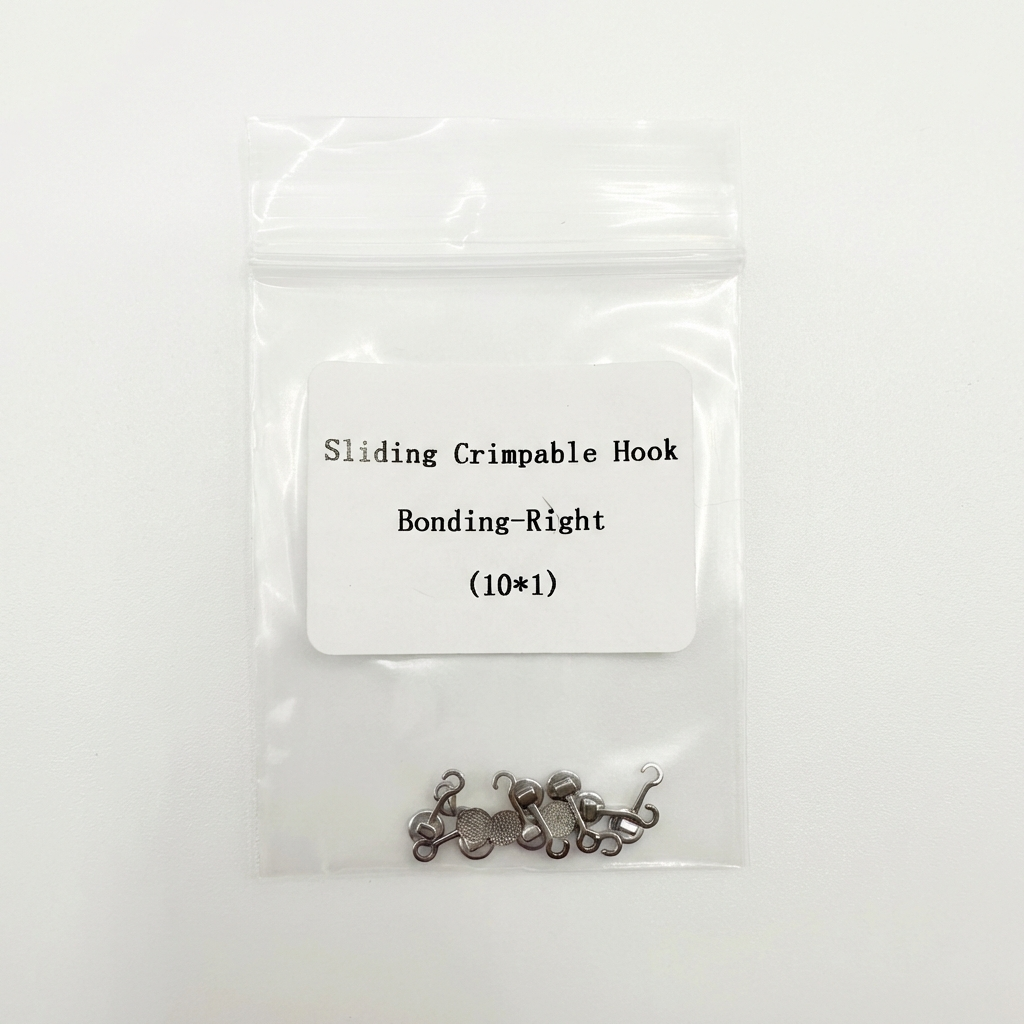 Sliding Crimpable Hook
Bonding-Right
(10*1)